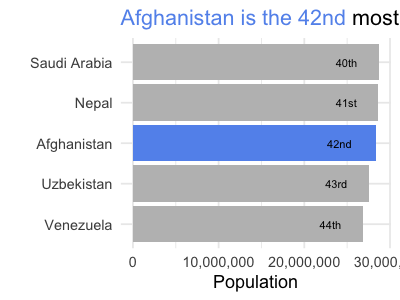 Afghanistan is the 42nd most
Saudi Arabia 40th
Nepal 41st
Afghanistan 42nd
Uzbekistan 43rd
Venezuela 44th
0 10,000,000 20,000,000 30,000,
Population